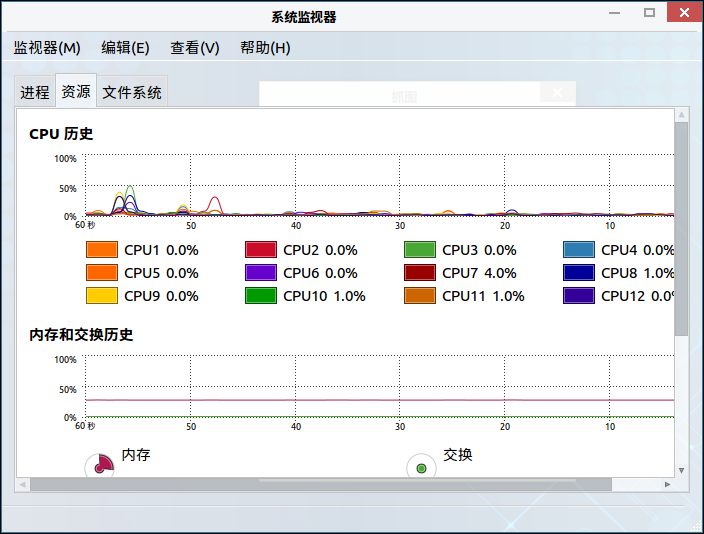 系统监视器
监视器(M) 编辑(E) 查看(V) 帮助(H)
抓图
进程 资源 文件系统
CPU 历史
100%
50%
0%
60 秒 50 40 30 20 10
CPU1 0.0% CPU2 0.0% CPU3 0.0% CPU4 0.0%
CPU5 0.0% CPU6 0.0% CPU7 4.0% CPU8 1.0%
CPU9 0.0% CPU10 1.0% CPU11 1.0% CPU12 0.0%
内存和交换历史
100%
50%
0%
60 秒 50 40 30 20 10
内存 交换